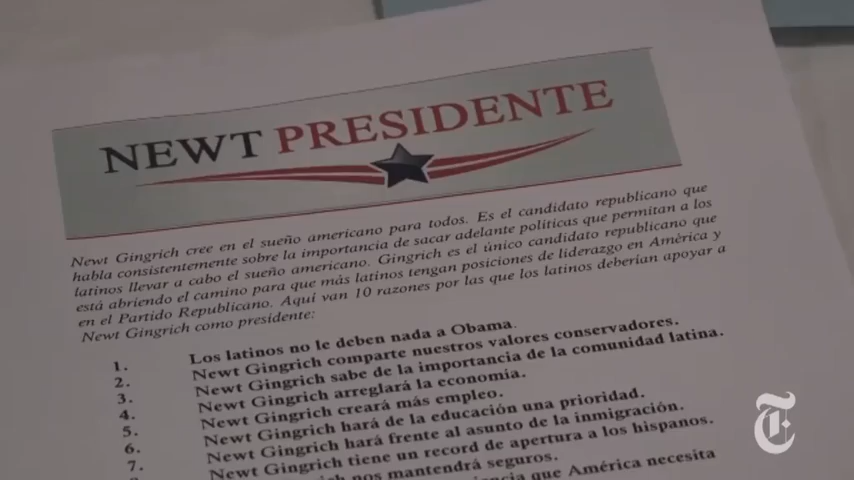 NEWT PRESIDENTE
Newt Gingrich cree en el sueño americano para todos. Es el candidato republicano que
habla consistentemente sobre la importancia de sacar adelante políticas que permitan a los
latinos llevar a cabo el sueño americano. Gingrich es el único candidato republicano que
está abriendo el camino para que más latinos tengan posiciones de liderazgo en América y
en el Partido Republicano. Aquí van 10 razones por las que los latinos deberían apoyar a
Newt Gingrich como presidente:
1. Los latinos no le deben nada a Obama.
2. Newt Gingrich comparte nuestros valores conservadores.
3. Newt Gingrich sabe de la importancia de la comunidad latina.
4. Newt Gingrich arreglará la economía.
5. Newt Gingrich creará más empleo.
6. Newt Gingrich hará de la educación una prioridad.
7. Newt Gingrich hará frente al asunto de la inmigración.
Newt Gingrich tiene un record de apertura a los hispanos.
nos mantendrá seguros.
que América necesita
T